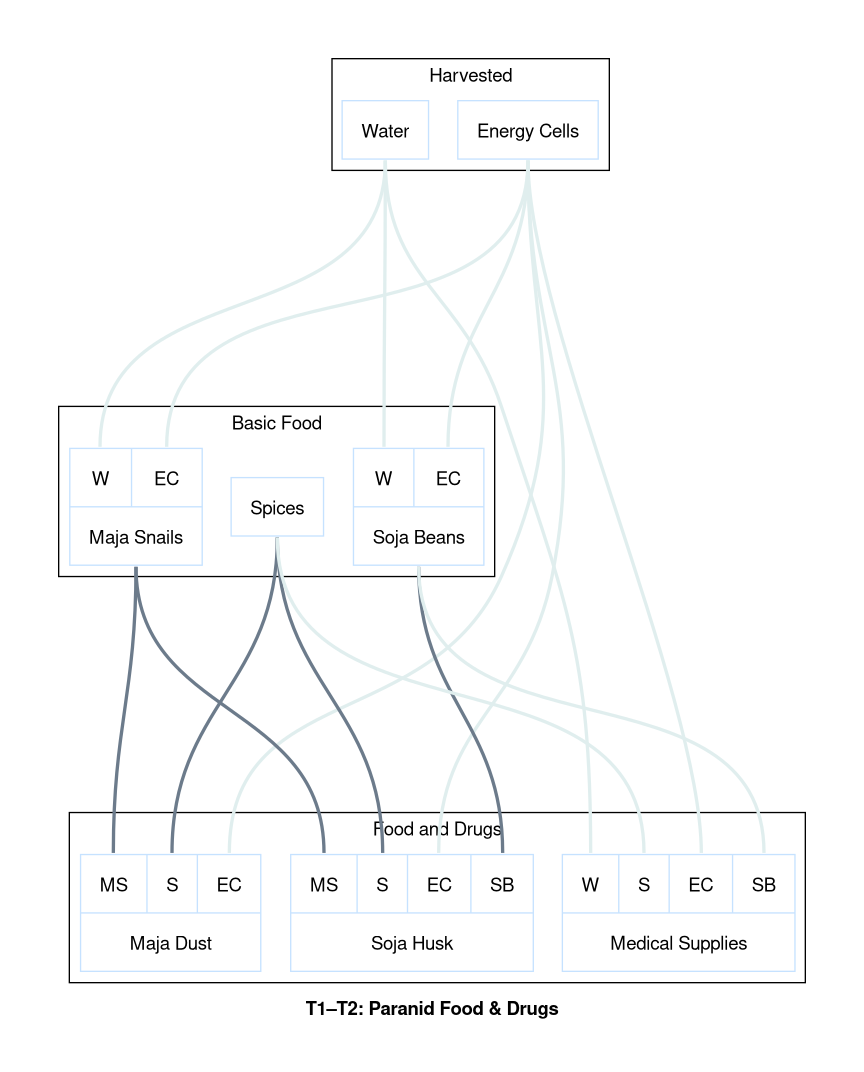 Harvested
Water
Energy Cells
Basic Food
W
EC
Maja Snails
Spices
W
EC
Soja Beans
Food and Drugs
MS
S
EC
Maja Dust
MS
S
EC
SB
Soja Husk
W
S
EC
SB
Medical Supplies
T1–T2: Paranid Food & Drugs